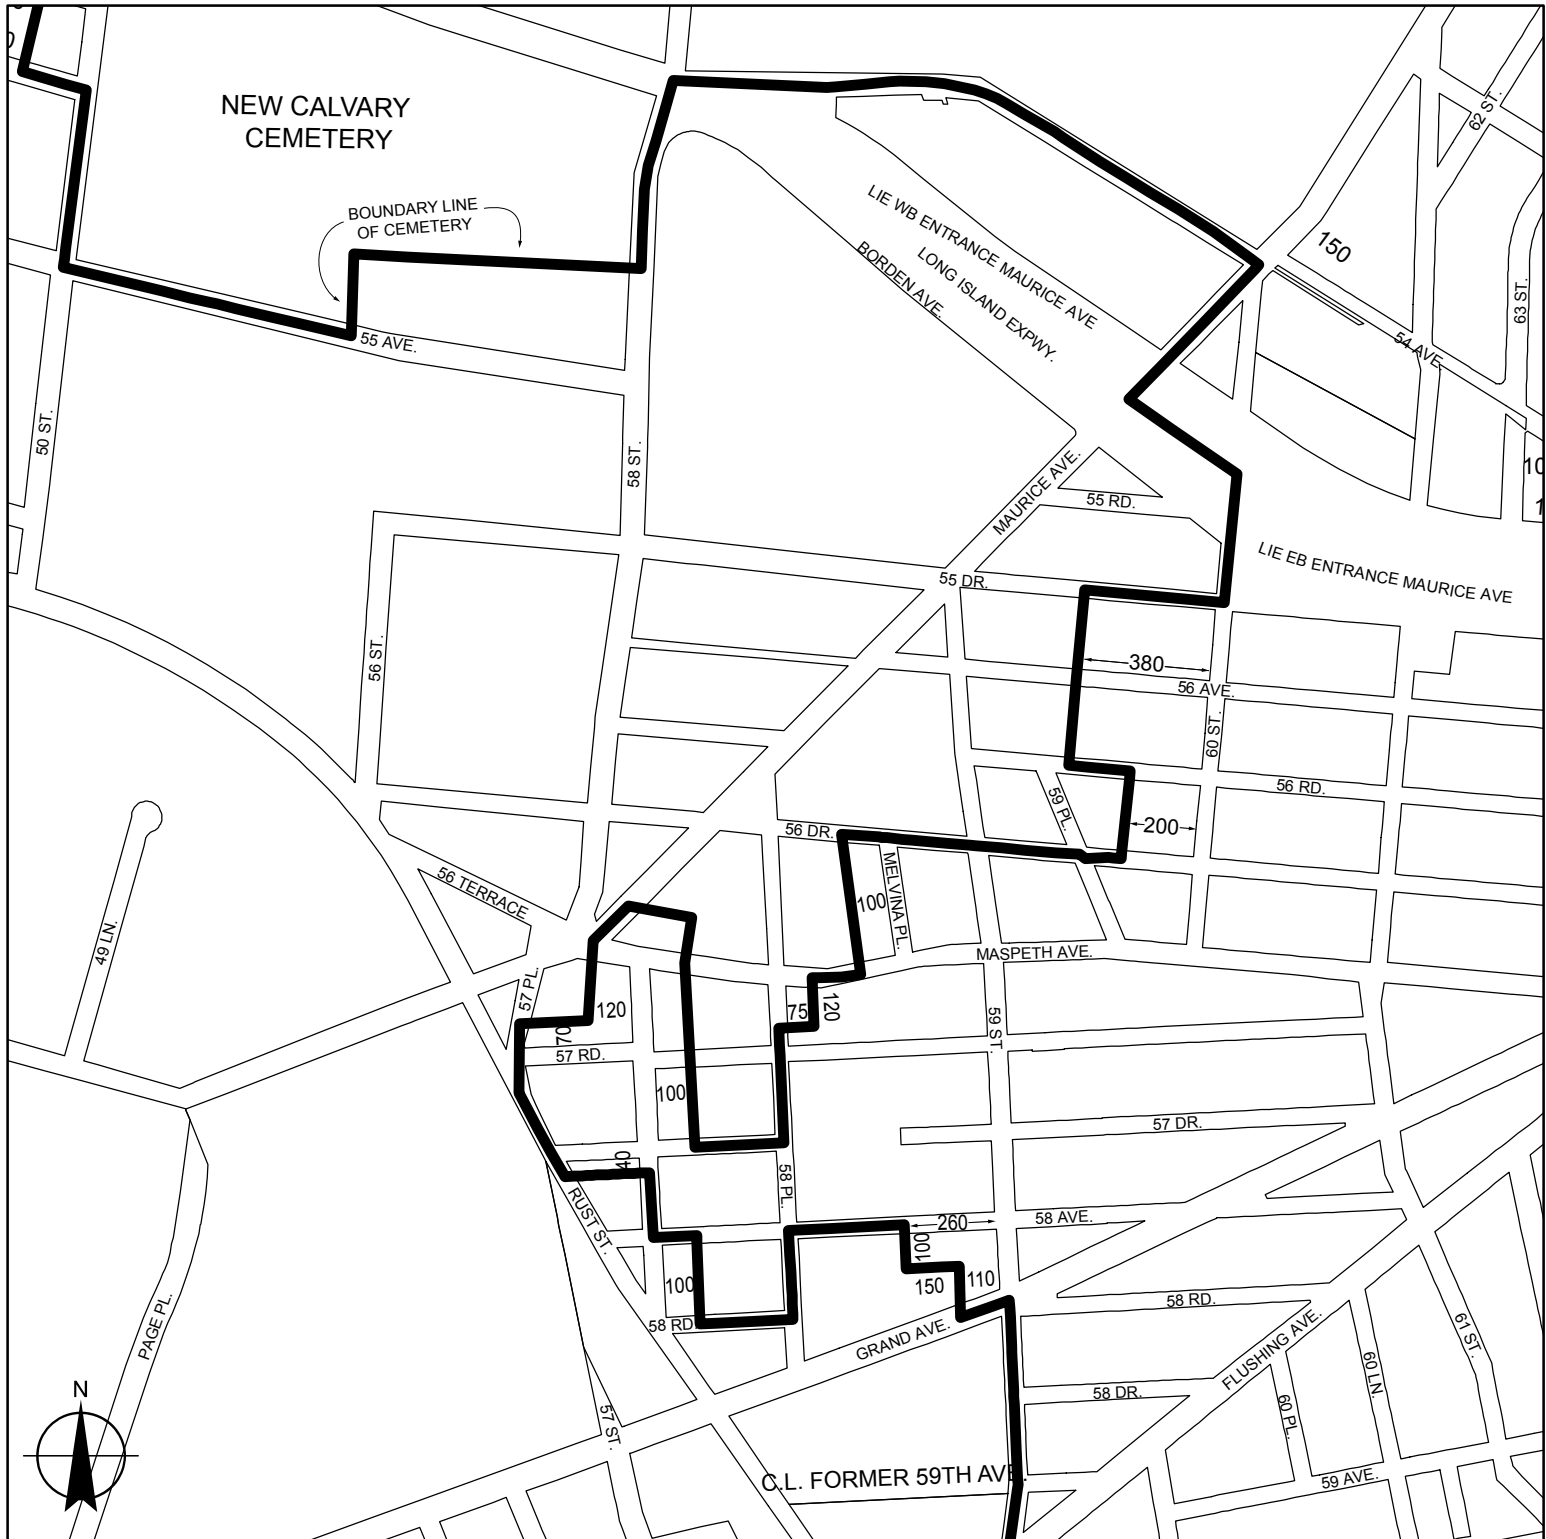 NEW CALVARY
CEMETERY
62 ST.
BOUNDARY LINE
OF CEMETERY
LIE WB ENTRANCE MAURICE AVE
LONG ISLAND EXPWY.
BORDEN AVE.
150
63 ST.
54 AVE.
55 AVE.
50 ST.
58 ST.
MAURICE AVE.
55 RD.
10
1
LIE EB ENTRANCE MAURICE AVE
55 DR.
56 ST.
380
56 AVE.
60 ST.
56 RD.
59 PL.
200
56 DR.
MELVINA PL.
100
56 TERRACE
49 LN.
MASPETH AVE.
57 PL.
120
75
120
70
57 RD.
59 ST.
100
57 DR.
40
58 PL.
RUST ST.
260
58 AVE.
100
100
150
110
58 RD.
58 RD.
GRAND AVE.
PAGE PL.
FLUSHING AVE.
61 ST.
60 LN.
58 DR.
60 PL.
57 ST.
N
C.L. FORMER 59TH AVE.
59 AVE.